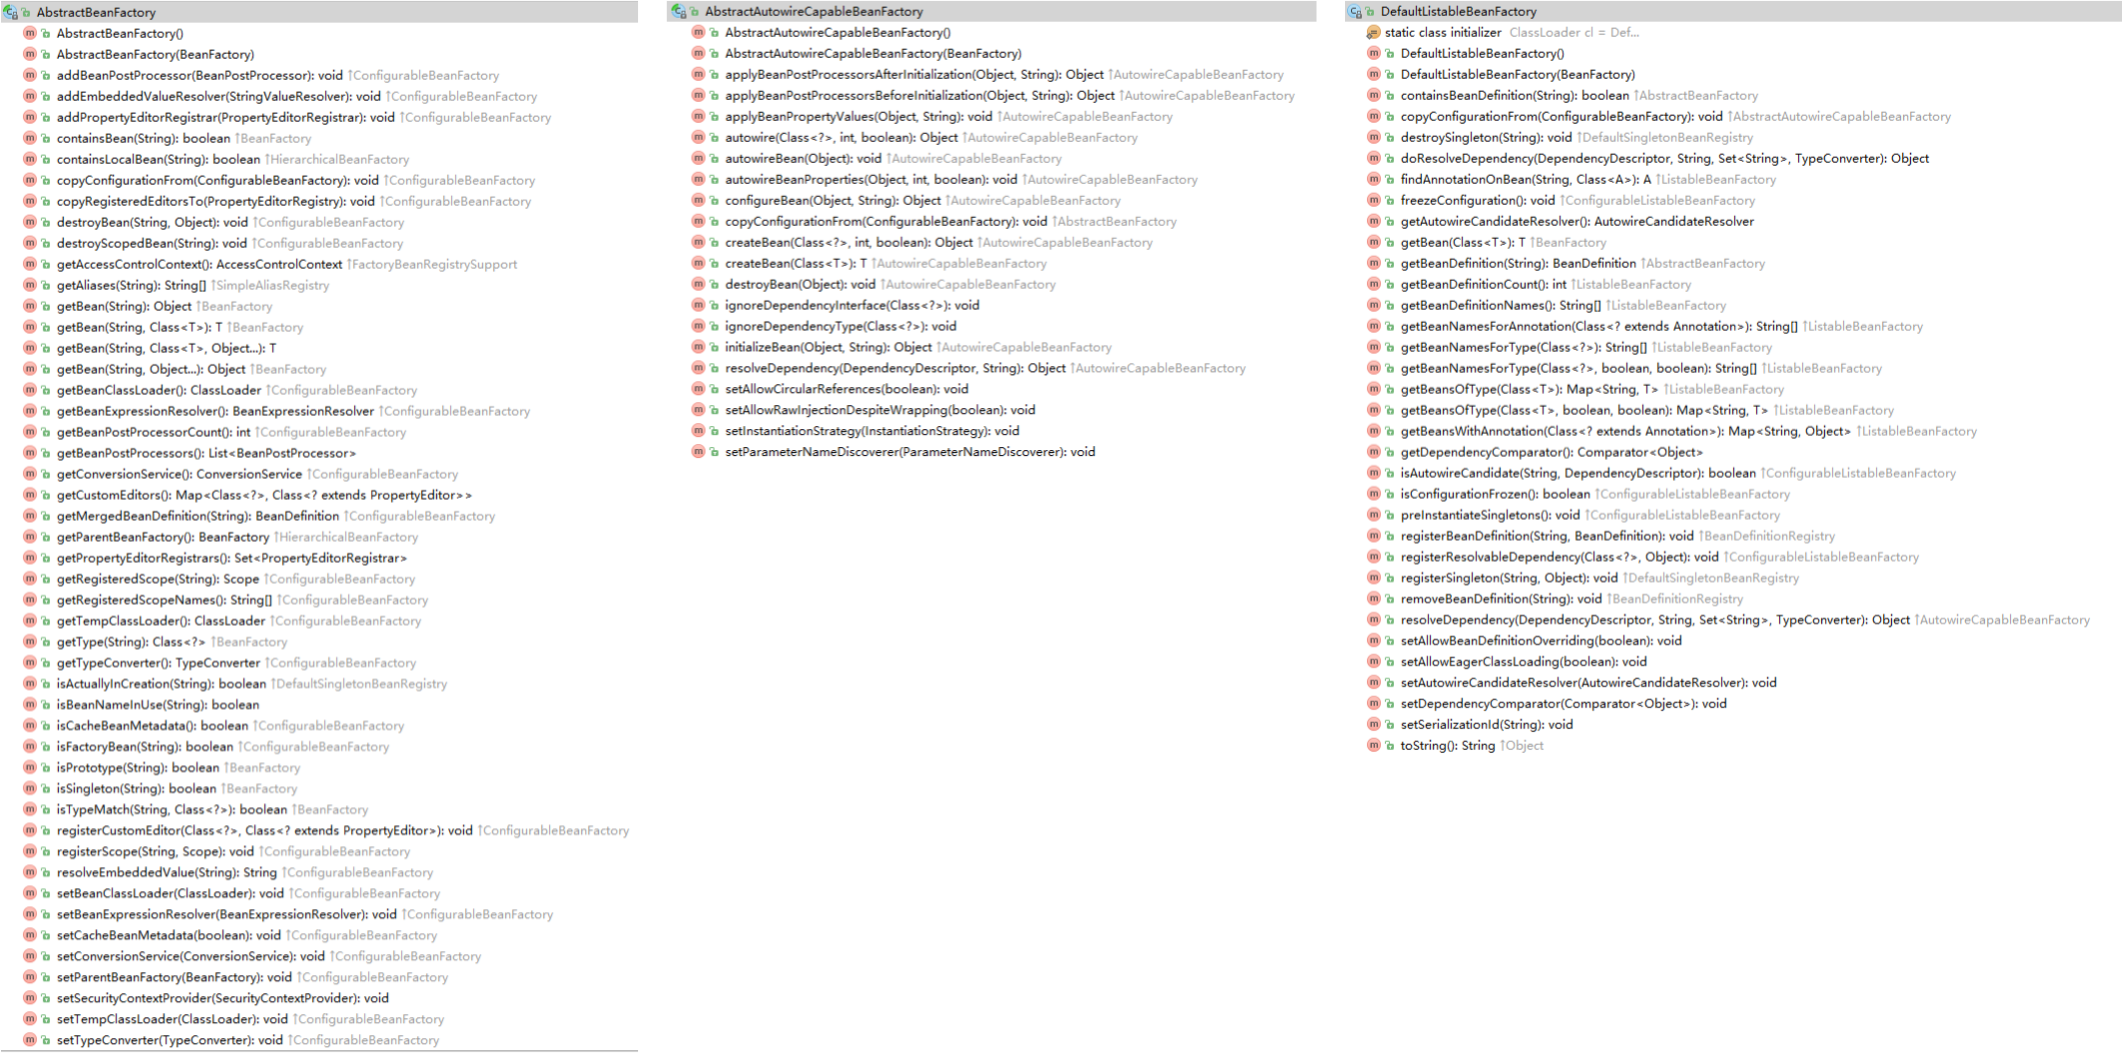 AbstractBeanFactory
AbstractBeanFactory()
AbstractBeanFactory(BeanFactory)
addBeanPostProcessor(BeanPostProcessor): void ↑ConfigurableBeanFactory
addEmbeddedValueResolver(StringValueResolver): void ↑ConfigurableBeanFactory
addPropertyEditorRegistrar(PropertyEditorRegistrar): void ↑ConfigurableBeanFactory
containsBean(String): boolean ↑BeanFactory
containsLocalBean(String): boolean ↑HierarchicalBeanFactory
copyConfigurationFrom(ConfigurableBeanFactory): void ↑ConfigurableBeanFactory
copyRegisteredEditorsTo(PropertyEditorRegistry): void ↑ConfigurableBeanFactory
destroyBean(String, Object): void ↑ConfigurableBeanFactory
destroyScopedBean(String): void ↑ConfigurableBeanFactory
getAccessControlContext(): AccessControlContext ↑FactoryBeanRegistrySupport
getAliases(String): String[] ↑SimpleAliasRegistry
getBean(String): Object ↑BeanFactory
getBean(String, Class<T>): T ↑BeanFactory
getBean(String, Class<T>, Object...): T
getBean(String, Object...): Object ↑BeanFactory
getBeanClassLoader(): ClassLoader ↑ConfigurableBeanFactory
getBeanExpressionResolver(): BeanExpressionResolver ↑ConfigurableBeanFactory
getBeanPostProcessorCount(): int ↑ConfigurableBeanFactory
getBeanPostProcessors(): List<BeanPostProcessor>
getConversionService(): ConversionService ↑ConfigurableBeanFactory
getCustomEditors(): Map<Class<?>, Class<? extends PropertyEditor>>
getMergedBeanDefinition(String): BeanDefinition ↑ConfigurableBeanFactory
getParentBeanFactory(): BeanFactory ↑HierarchicalBeanFactory
getPropertyEditorRegistrars(): Set<PropertyEditorRegistrar>
getRegisteredScope(String): Scope ↑ConfigurableBeanFactory
getRegisteredScopeNames(): String[] ↑ConfigurableBeanFactory
getTempClassLoader(): ClassLoader ↑ConfigurableBeanFactory
getType(String): Class<?> ↑BeanFactory
getTypeConverter(): TypeConverter ↑ConfigurableBeanFactory
isActuallyInCreation(String): boolean ↑DefaultSingletonBeanRegistry
isBeanNameInUse(String): boolean
isCacheBeanMetadata(): boolean ↑ConfigurableBeanFactory
isFactoryBean(String): boolean ↑ConfigurableBeanFactory
isPrototype(String): boolean ↑BeanFactory
isSingleton(String): boolean ↑BeanFactory
isTypeMatch(String, Class<?>): boolean ↑BeanFactory
registerCustomEditor(Class<?>, Class<? extends PropertyEditor>): void ↑ConfigurableBeanFactory
registerScope(String, Scope): void ↑ConfigurableBeanFactory
resolveEmbeddedValue(String): String ↑ConfigurableBeanFactory
setBeanClassLoader(ClassLoader): void ↑ConfigurableBeanFactory
setBeanExpressionResolver(BeanExpressionResolver): void ↑ConfigurableBeanFactory
setCacheBeanMetadata(boolean): void ↑ConfigurableBeanFactory
setConversionService(ConversionService): void ↑ConfigurableBeanFactory
setParentBeanFactory(BeanFactory): void ↑ConfigurableBeanFactory
setSecurityContextProvider(SecurityContextProvider): void
setTempClassLoader(ClassLoader): void ↑ConfigurableBeanFactory
setTypeConverter(TypeConverter): void ↑ConfigurableBeanFactory
AbstractAutowireCapableBeanFactory
AbstractAutowireCapableBeanFactory()
AbstractAutowireCapableBeanFactory(BeanFactory)
applyBeanPostProcessorsAfterInitialization(Object, String): Object ↑AutowireCapableBeanFactory
applyBeanPostProcessorsBeforeInitialization(Object, String): Object ↑AutowireCapableBeanFactory
applyBeanPropertyValues(Object, String): void ↑AutowireCapableBeanFactory
autowire(Class<?>, int, boolean): Object ↑AutowireCapableBeanFactory
autowireBean(Object): void ↑AutowireCapableBeanFactory
autowireBeanProperties(Object, int, boolean): void ↑AutowireCapableBeanFactory
configureBean(Object, String): Object ↑AutowireCapableBeanFactory
copyConfigurationFrom(ConfigurableBeanFactory): void ↑AbstractBeanFactory
createBean(Class<?>, int, boolean): Object ↑AutowireCapableBeanFactory
createBean(Class<T>): T ↑AutowireCapableBeanFactory
destroyBean(Object): void ↑AutowireCapableBeanFactory
ignoreDependencyInterface(Class<?>): void
ignoreDependencyType(Class<?>): void
initializeBean(Object, String): Object ↑AutowireCapableBeanFactory
resolveDependency(DependencyDescriptor, String): Object ↑AutowireCapableBeanFactory
setAllowCircularReferences(boolean): void
setAllowRawInjectionDespiteWrapping(boolean): void
setInstantiationStrategy(InstantiationStrategy): void
setParameterNameDiscoverer(ParameterNameDiscoverer): void
DefaultListableBeanFactory
static class initializer ClassLoader cl = Def...
DefaultListableBeanFactory()
DefaultListableBeanFactory(BeanFactory)
containsBeanDefinition(String): boolean ↑AbstractBeanFactory
copyConfigurationFrom(ConfigurableBeanFactory): void ↑AbstractAutowireCapableBeanFactory
destroySingleton(String): void ↑DefaultSingletonBeanRegistry
doResolveDependency(DependencyDescriptor, String, Set<String>, TypeConverter): Object
findAnnotationOnBean(String, Class<A>): A ↑ListableBeanFactory
freezeConfiguration(): void ↑ConfigurableListableBeanFactory
getAutowireCandidateResolver(): AutowireCandidateResolver
getBean(Class<T>): T ↑BeanFactory
getBeanDefinition(String): BeanDefinition ↑AbstractBeanFactory
getBeanDefinitionCount(): int ↑ListableBeanFactory
getBeanDefinitionNames(): String[] ↑ListableBeanFactory
getBeanNamesForAnnotation(Class<? extends Annotation>): String[] ↑ListableBeanFactory
getBeanNamesForType(Class<?>): String[] ↑ListableBeanFactory
getBeanNamesForType(Class<?>, boolean, boolean): String[] ↑ListableBeanFactory
getBeansOfType(Class<T>): Map<String, T> ↑ListableBeanFactory
getBeansOfType(Class<T>, boolean, boolean): Map<String, T> ↑ListableBeanFactory
getBeansWithAnnotation(Class<? extends Annotation>): Map<String, Object> ↑ListableBeanFactory
getDependencyComparator(): Comparator<Object>
isAutowireCandidate(String, DependencyDescriptor): boolean ↑ConfigurableListableBeanFactory
isConfigurationFrozen(): boolean ↑ConfigurableListableBeanFactory
preInstantiateSingletons(): void ↑ConfigurableListableBeanFactory
registerBeanDefinition(String, BeanDefinition): void ↑BeanDefinitionRegistry
registerResolvableDependency(Class<?>, Object): void ↑ConfigurableListableBeanFactory
registerSingleton(String, Object): void ↑DefaultSingletonBeanRegistry
removeBeanDefinition(String): void ↑BeanDefinitionRegistry
resolveDependency(DependencyDescriptor, String, Set<String>, TypeConverter): Object ↑AutowireCapableBeanFactory
setAllowBeanDefinitionOverriding(boolean): void
setAllowEagerClassLoading(boolean): void
setAutowireCandidateResolver(AutowireCandidateResolver): void
setDependencyComparator(Comparator<Object>): void
setSerializationId(String): void
toString(): String ↑Object